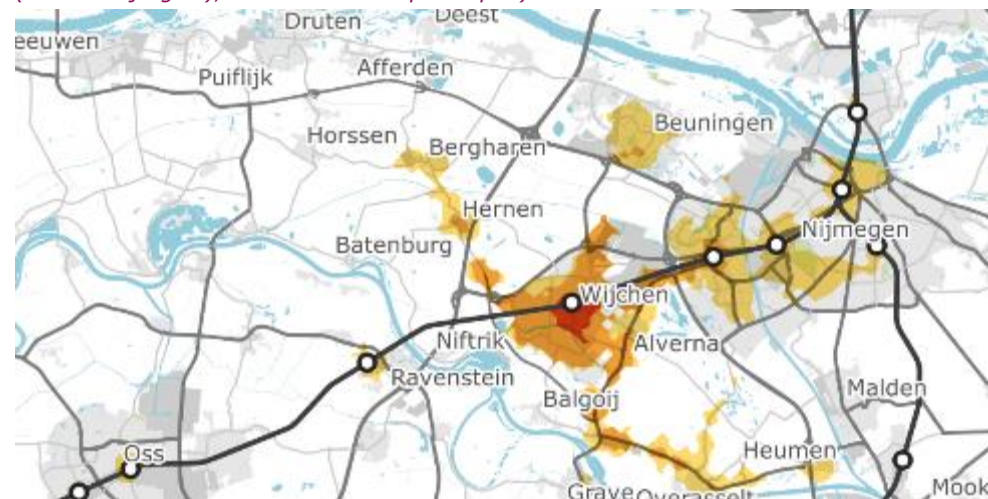 Druten
Deest
eeuwen
Puiflijk
Afferden
Horssen
Bergharen
Beuningen
Hernen
Batenburg
Nijmegen
Wijchen
Niftrik
Alverna
Ravenstein
Balgoij
Malden
Oss
Heumen
Grave
Overasselt
Mook